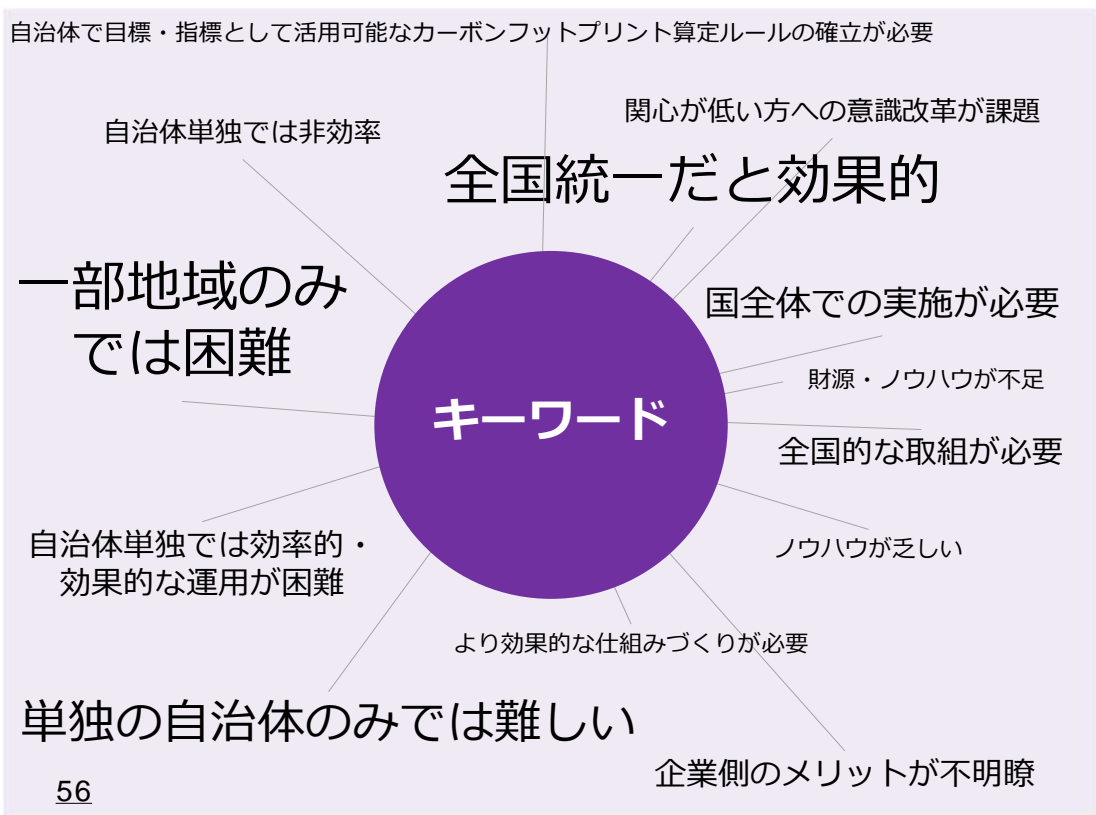 自治体で目標・指標として活用可能なカーボンフットプリント算定ルールの確立が必要
関心が低い方への意識改革が課題
自治体単独では非効率
全国統一だと効果的
一部地域のみ
では困難
国全体での実施が必要
財源・ノウハウが不足
キーワード
全国的な取組が必要
自治体単独では効率的・
効果的な運用が困難
ノウハウが乏しい
より効果的な仕組みづくりが必要
単独の自治体のみでは難しい
企業側のメリットが不明瞭
56